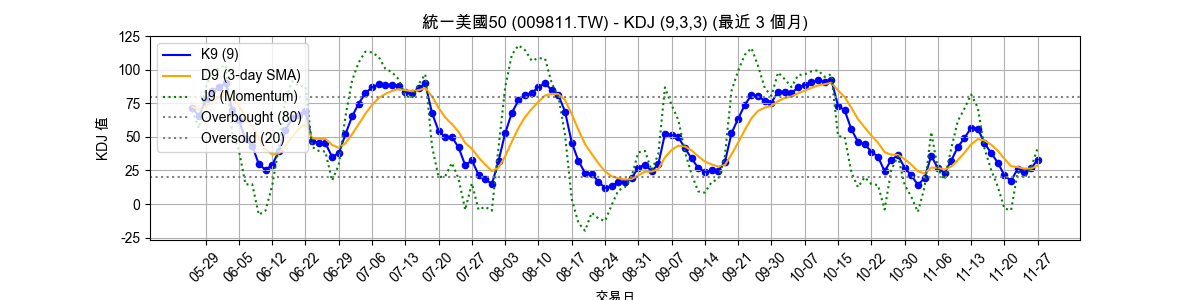 統一美國50 (009811.TW) - KDJ (9,3,3) (最近 3 個月)
KDJ 值
125
100
75
50
25
0
-25
K9 (9)
D9 (3-day SMA)
J9 (Momentum)
Overbought (80)
Oversold (20)
05-29 06-05 06-12 06-22 06-29 07-06 07-13 07-20 07-27 08-03 08-10 08-17 08-24 08-31 09-07 09-14 09-21 09-30 10-07 10-15 10-22 10-30 11-06 11-13 11-20 11-27
交易日